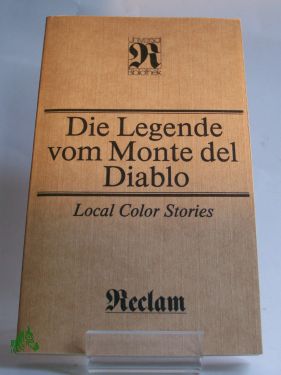 Universal
R
Bibliothek
Die Legende
vom Monte del
Diablo
Local Color Stories
Reclam